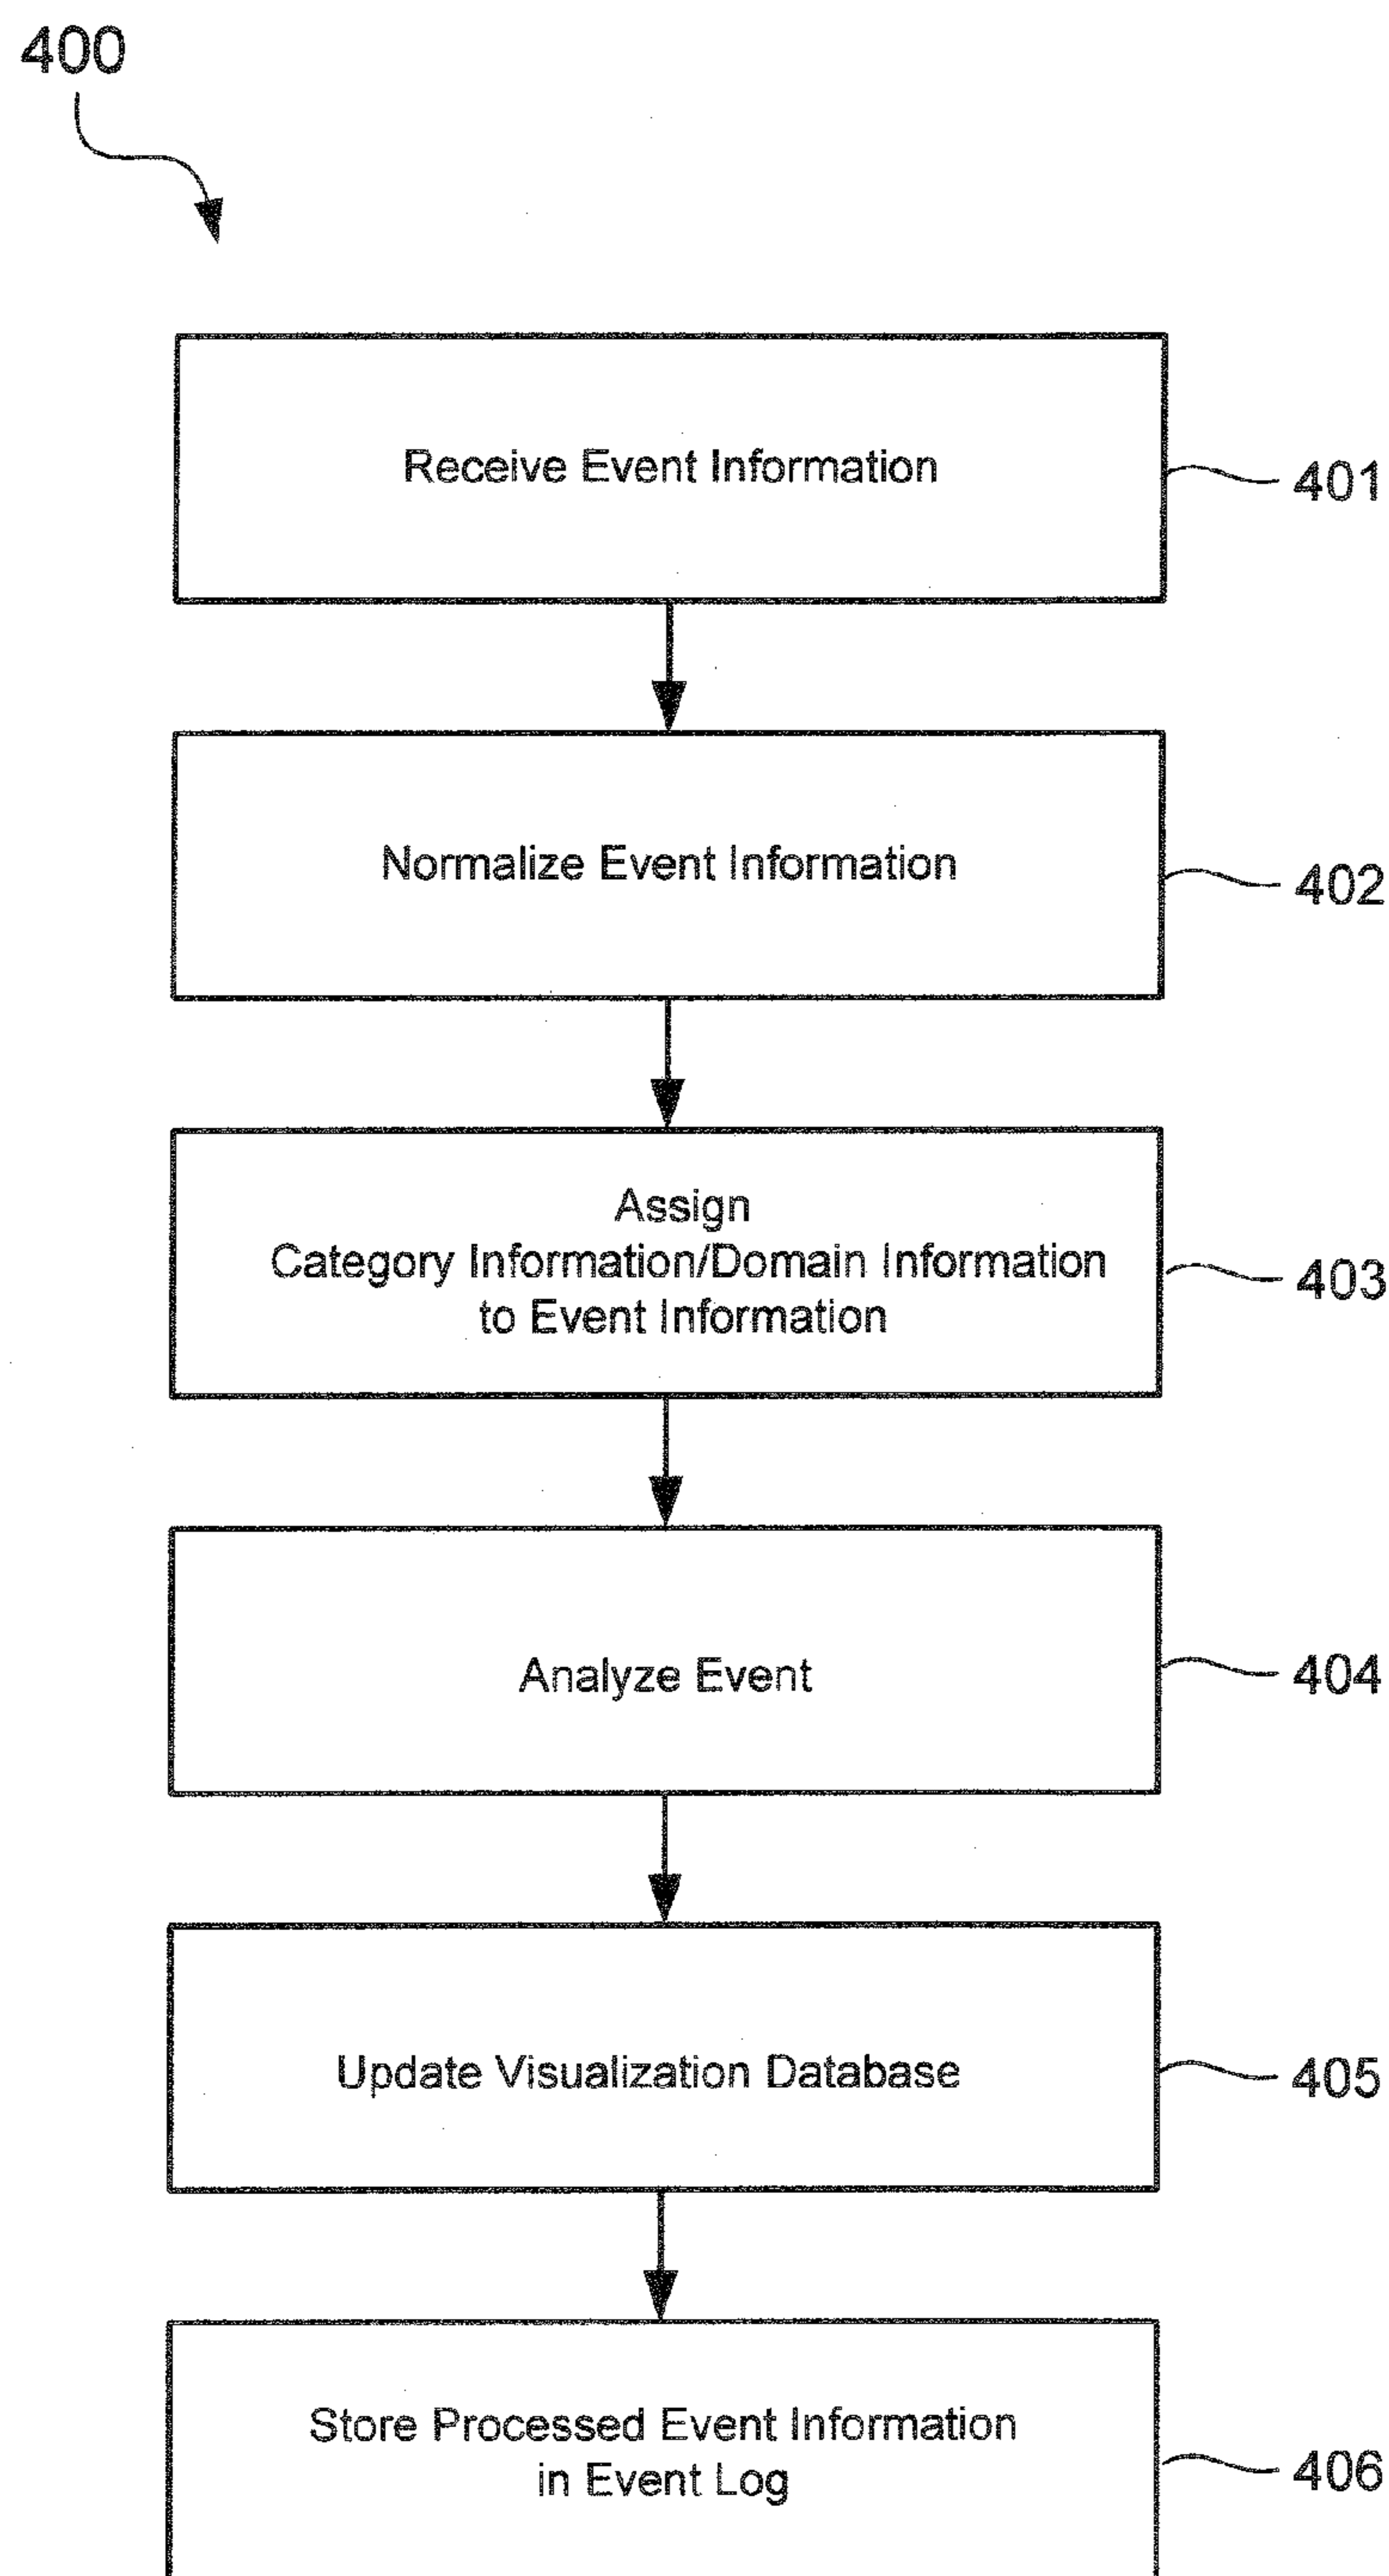 400
Receive Event Information
401
Normalize Event Information
402
Assign
Category Information/Domain Information
to Event Information
403
Analyze Event
404
Update Visualization Database
405
Store Processed Event Information
in Event Log
406